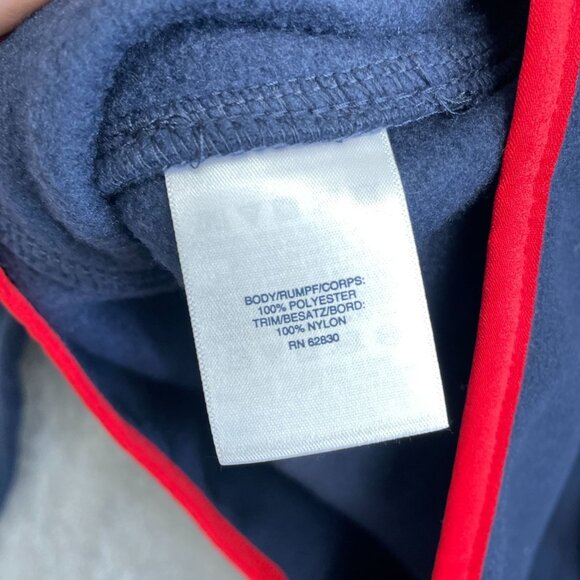 BODY/RUMPF/CORPS:
100% POLYESTER
TRIM/BESATZ/BORD:
100% NYLON
RN 62830